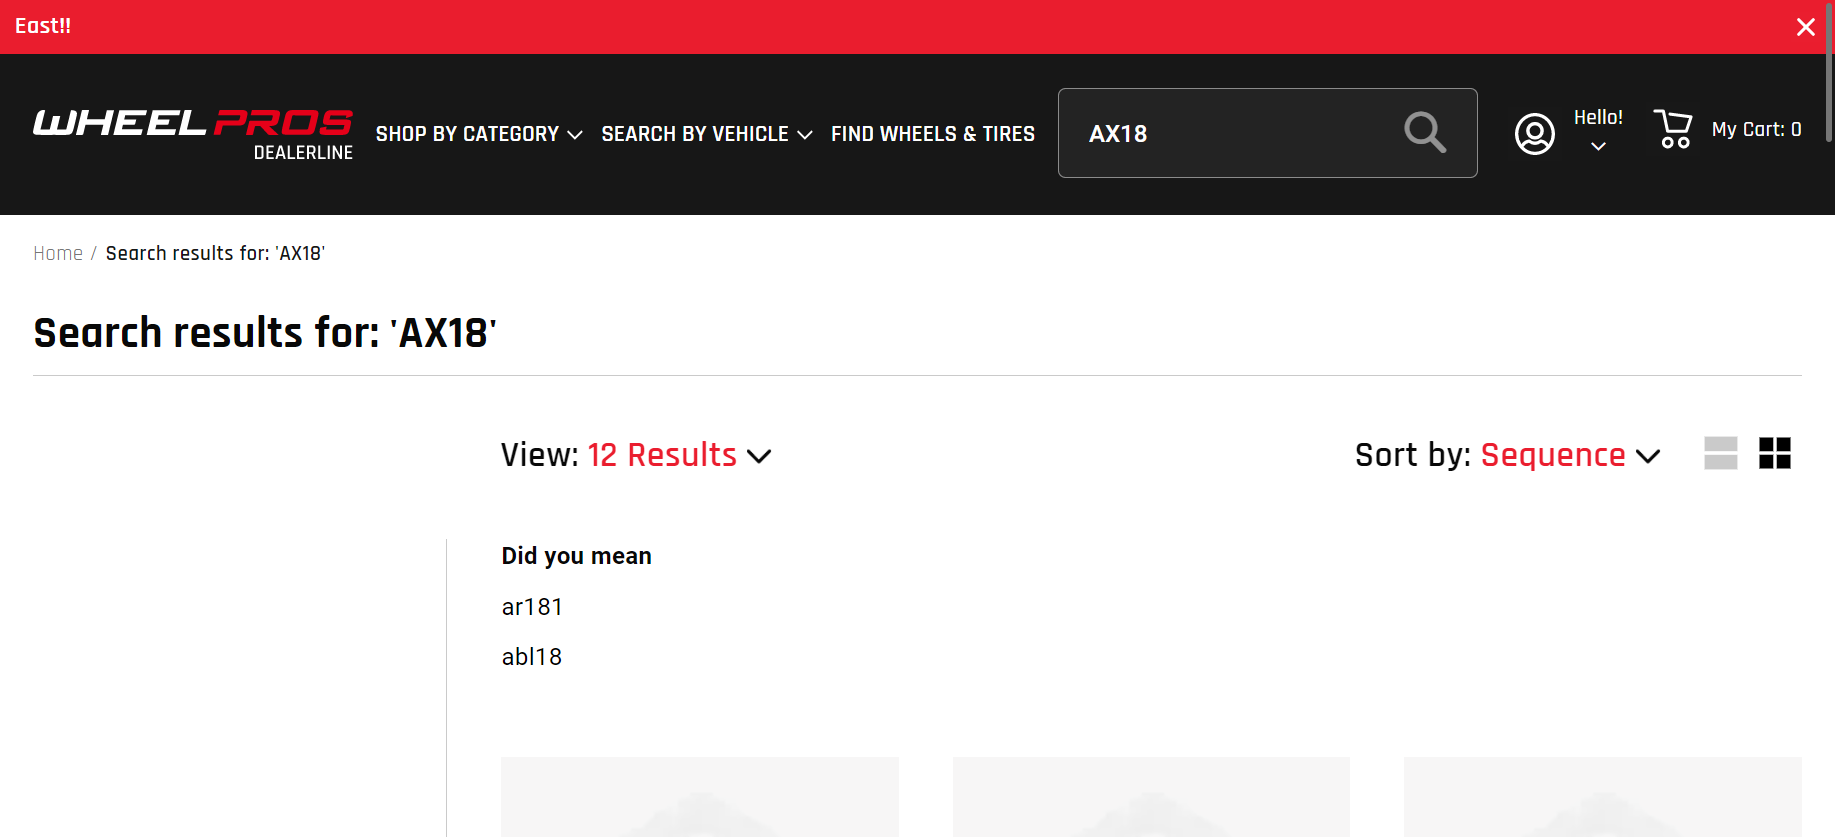 East!!
WHEEL PROS
DEALERLINE
SHOP BY CATEGORY
SEARCH BY VEHICLE
FIND WHEELS & TIRES
AX18
Hello!
My Cart: 0
Home / Search results for: 'AX18'
Search results for: 'AX18'
View: 12 Results
Sort by: Sequence
Did you mean
ar181
abl18